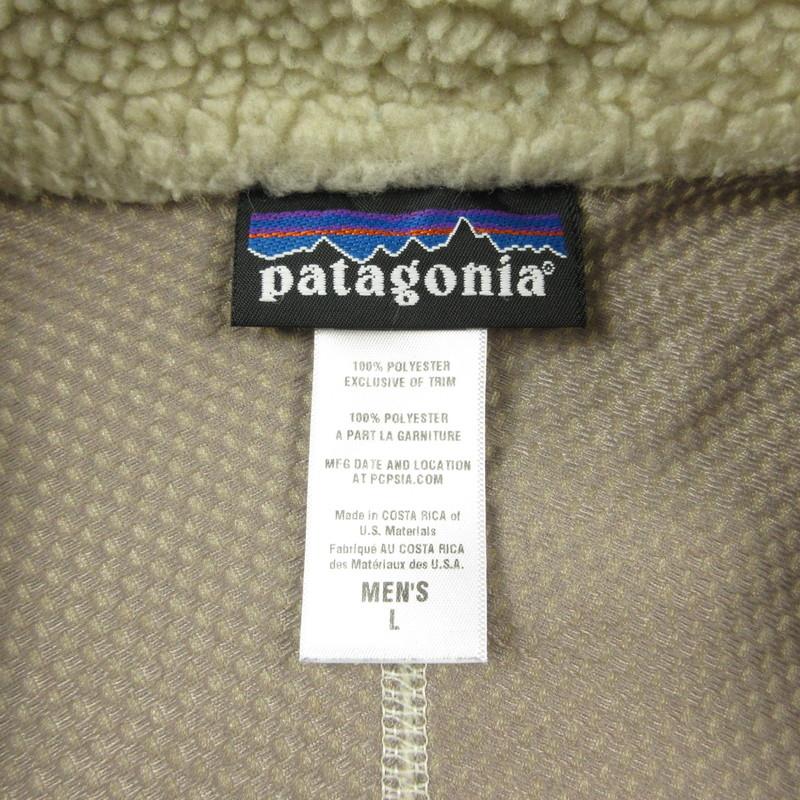 patagonia®
100% POLYESTER
EXCLUSIVE OF TRIM
100% POLYESTER
A PART LA GARNITURE
MFG DATE AND LOCATION
AT PCPSIA.COM
Made in COSTA RICA of
U.S. Materials
Fabriqué AU COSTA RICA
des Matériaux des U.S.A.
MEN'S
L